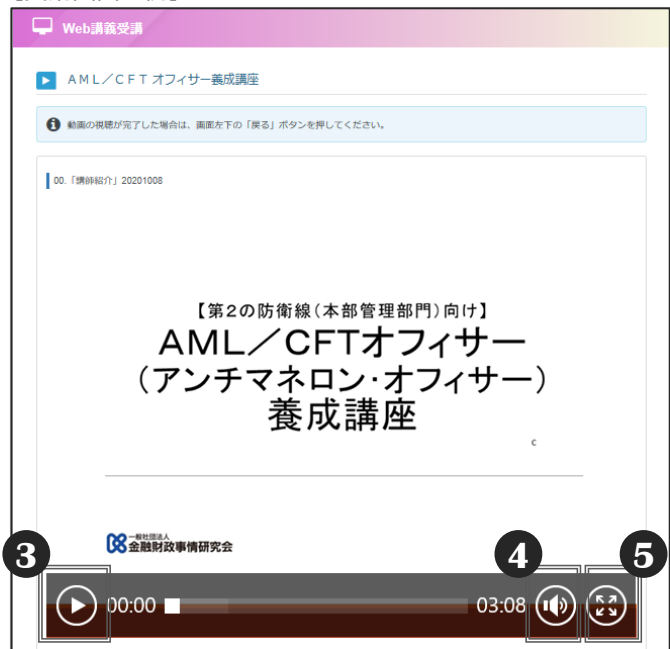 Web講義受講
AML/CFTオフィサー養成講座
動画の視聴が完了した場合は、画面左下の「戻る」ボタンを押してください。
00.「講師紹介」20201008
【第2の防衛線(本部管理部門)向け】
AML/CFTオフィサー
(アンチマネロン・オフィサー)
養成講座
c
一般社団法人
金融財政事情研究会
3
4
5
00:00
03:08